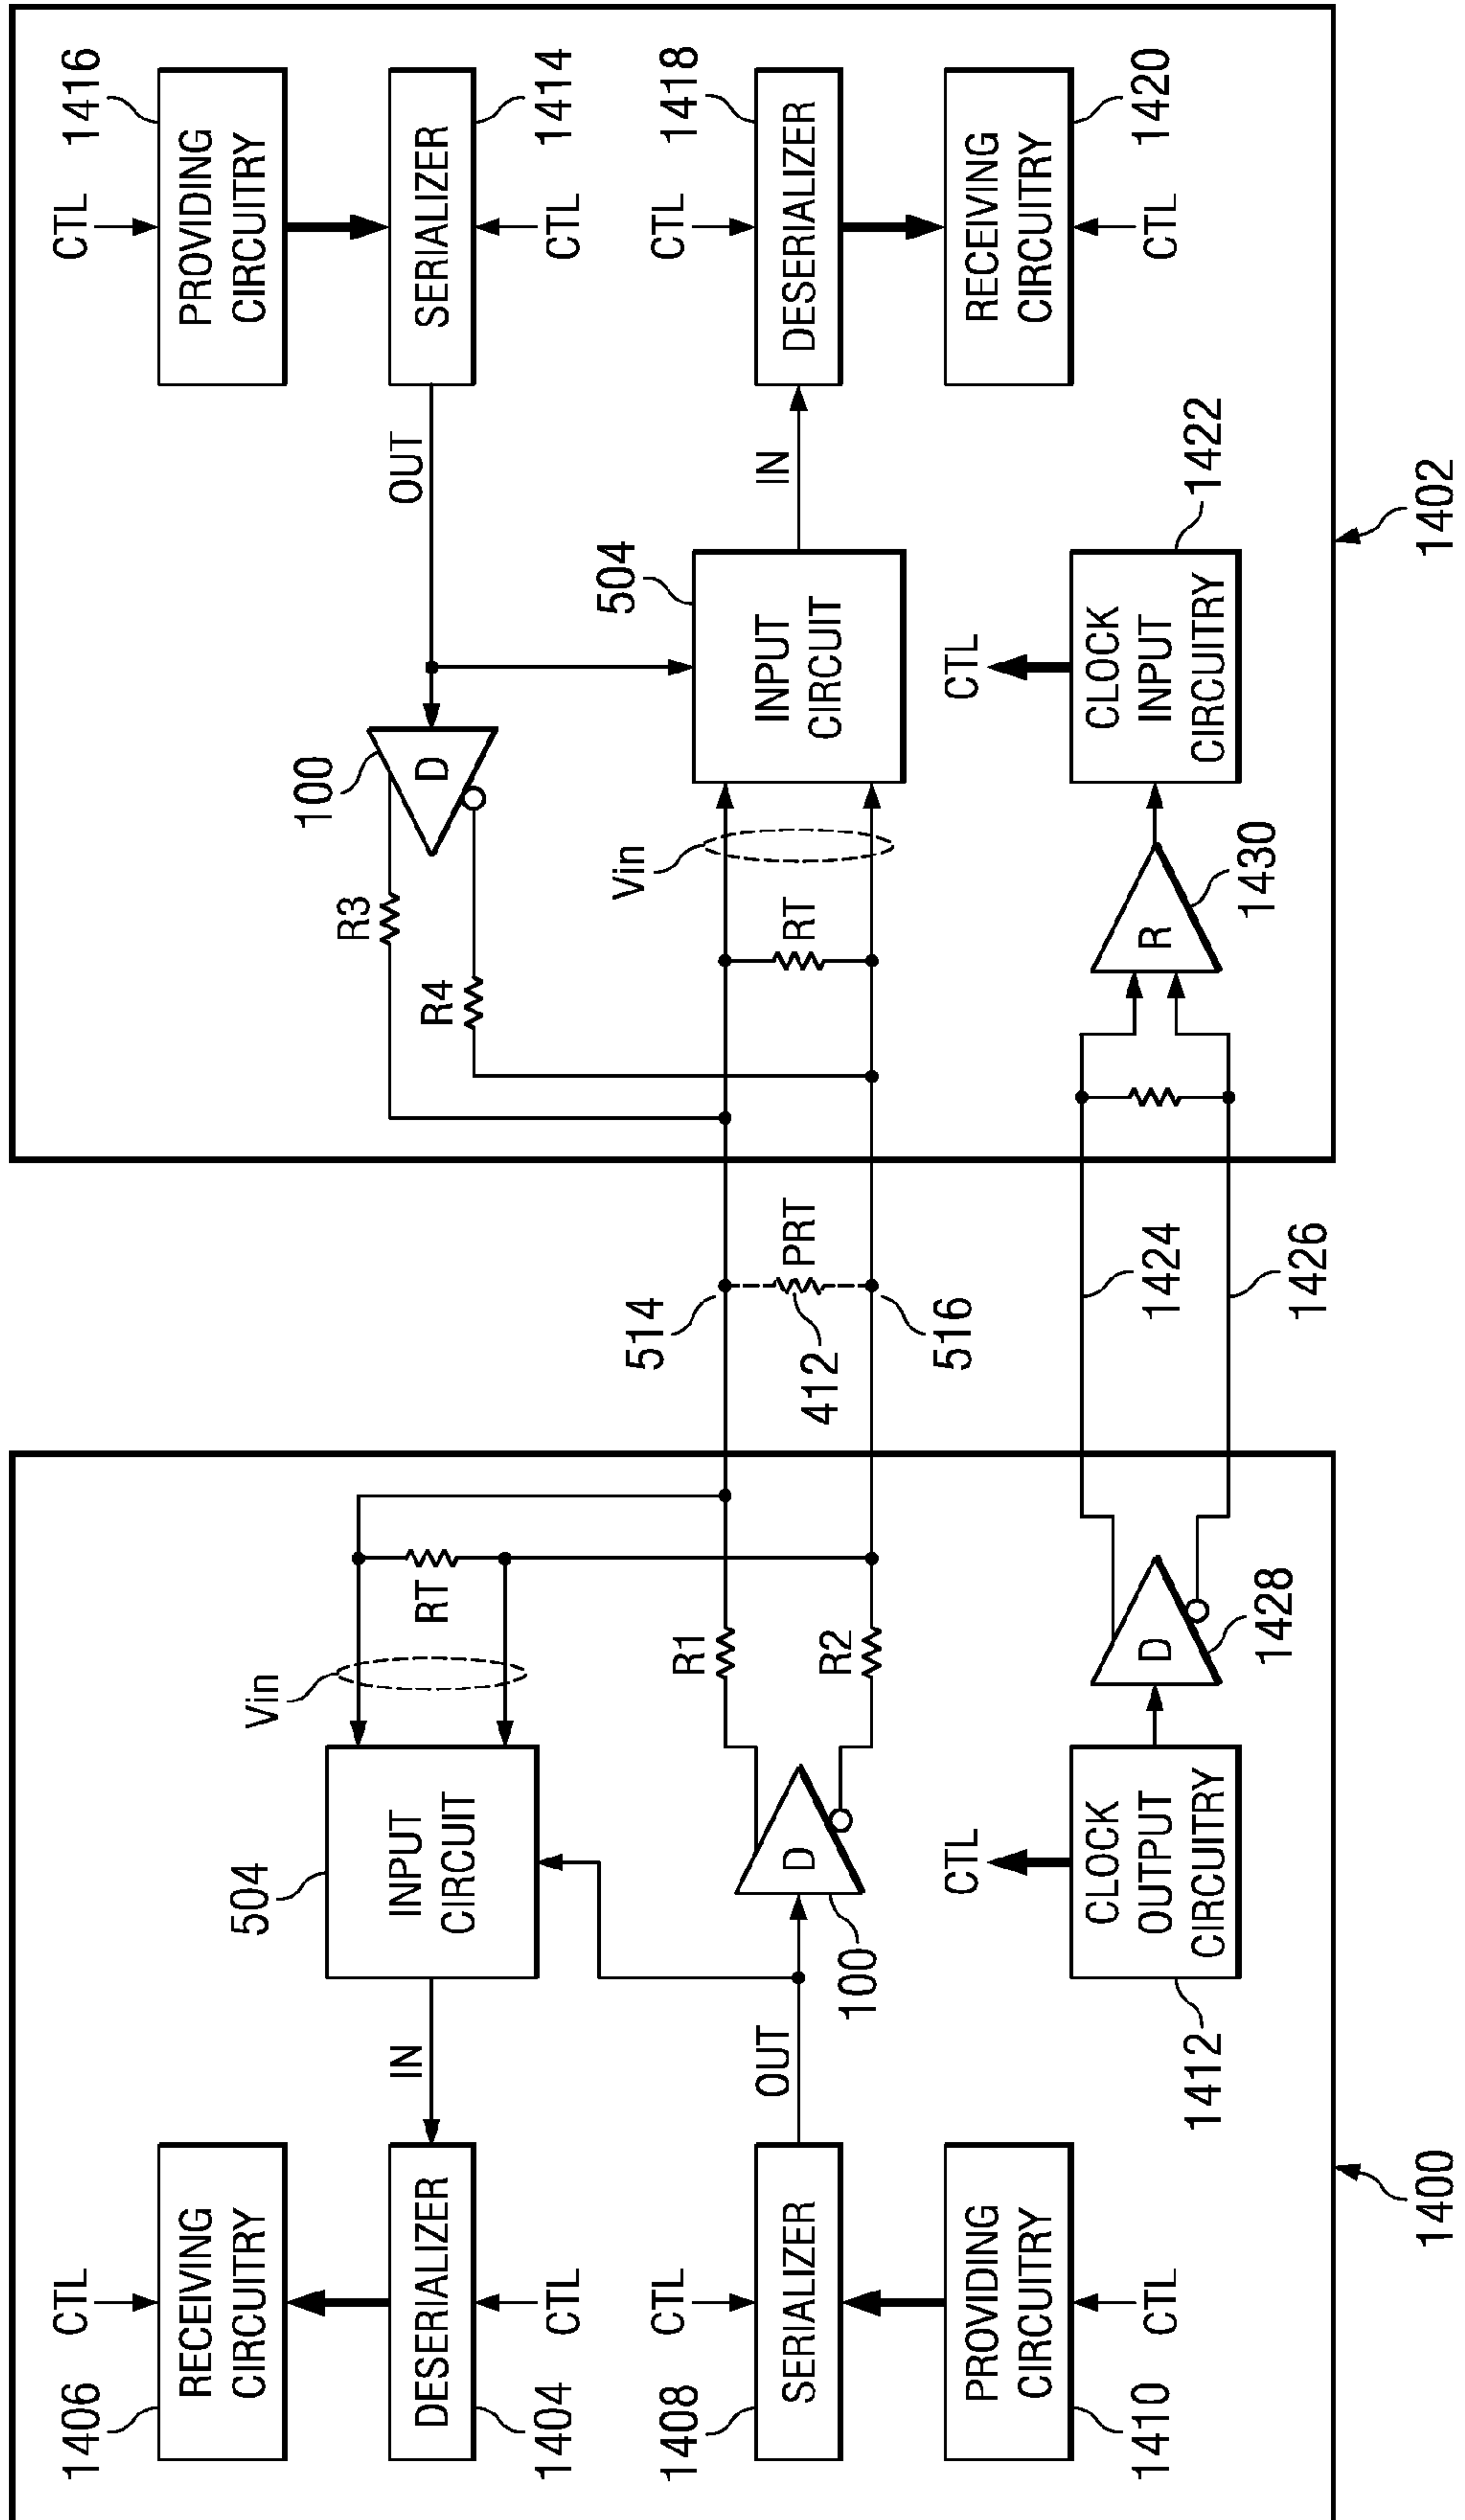 1406
CTL
RECEIVING
CIRCUITRY
DESERIALIZER
1404
CTL
IN
504
INPUT
CIRCUIT
Vin
RT
1408
CTL
SERIALIZER
OUT
100
D
R1
R2
PROVIDING
CIRCUITRY
1410
CTL
CTL
CLOCK
OUTPUT
CIRCUITRY
1412
D
1428
1400
514
PRT
412
516
1424
1426
100
D
R3
R4
OUT
CTL
1416
PROVIDING
CIRCUITRY
SERIALIZER
CTL
1414
Vin
RT
504
INPUT
CIRCUIT
IN
CTL
1418
DESERIALIZER
RECEIVING
CIRCUITRY
CTL
1420
R
1430
CTL
CLOCK
INPUT
CIRCUITRY
1422
1402